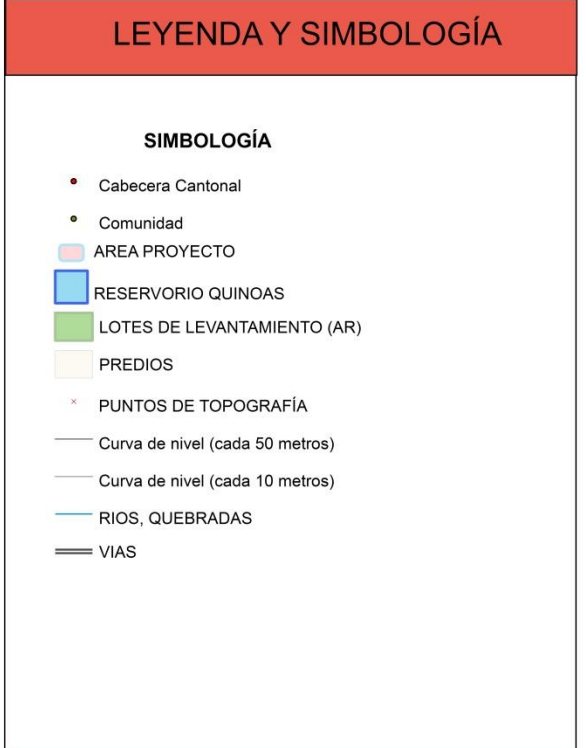 LEYENDA Y SIMBOLOGÍA
SIMBOLOGÍA
Cabecera Cantonal
Comunidad
AREA PROYECTO
RESERVORIO QUINOAS
LOTES DE LEVANTAMIENTO (AR)
PREDIOS
PUNTOS DE TOPOGRAFÍA
Curva de nivel (cada 50 metros)
Curva de nivel (cada 10 metros)
RIOS, QUEBRADAS
VIAS